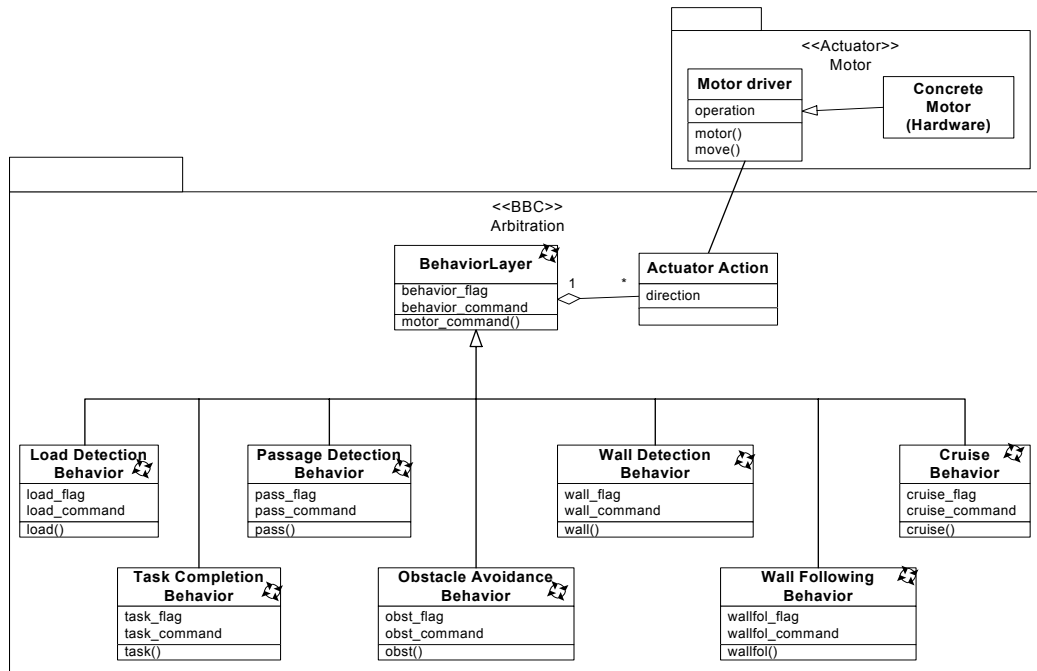 <<Actuator>>
Motor
Motor driver
operation
motor()
move()
Concrete
Motor
(Hardware)
<<BBC>>
Arbitration
BehaviorLayer
behavior_flag
behavior_command
motor_command()
1
*
Actuator Action
direction
Load Detection
Behavior
load_flag
load_command
load()
Passage Detection
Behavior
pass_flag
pass_command
pass()
Wall Detection
Behavior
wall_flag
wall_command
wall()
Cruise
Behavior
cruise_flag
cruise_command
cruise()
Task Completion
Behavior
task_flag
task_command
task()
Obstacle Avoidance
Behavior
obst_flag
obst_command
obst()
Wall Following
Behavior
wallfol_flag
wallfol_command
wallfol()